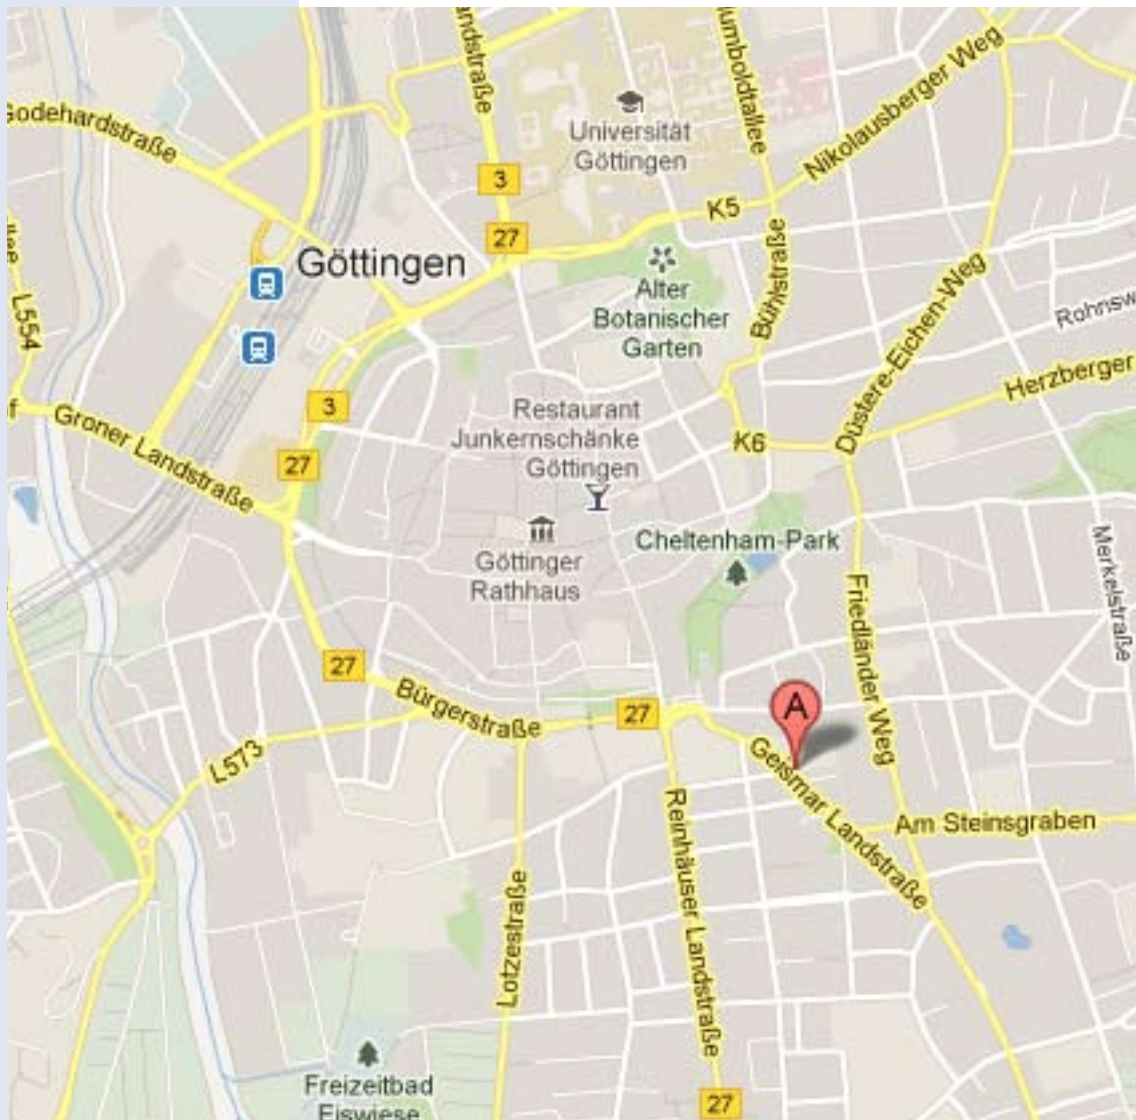 andstraße
umboldtallee
Nikolausberger Weg
Godehardstraße
Universität
Göttingen
3
K5
27
Göttingen
Alter
Botanischer
Garten
Bühlstraße
Düstere-Eichen-Weg
Rohnsw
L554
llee
3
Herzberger
f
Groner Landstraße
Restaurant
Junkernschänke
Göttingen
K6
27
Cheltenham-Park
Göttinger
Rathhaus
Merkelstraße
Friedländer Weg
27
Bürgerstraße
27
A
L573
Geismar Landstraße
Am Steinsgraben
Reinhäuser Landstraße
Lotzestraße
Freizeitbad
Eiswiese
27